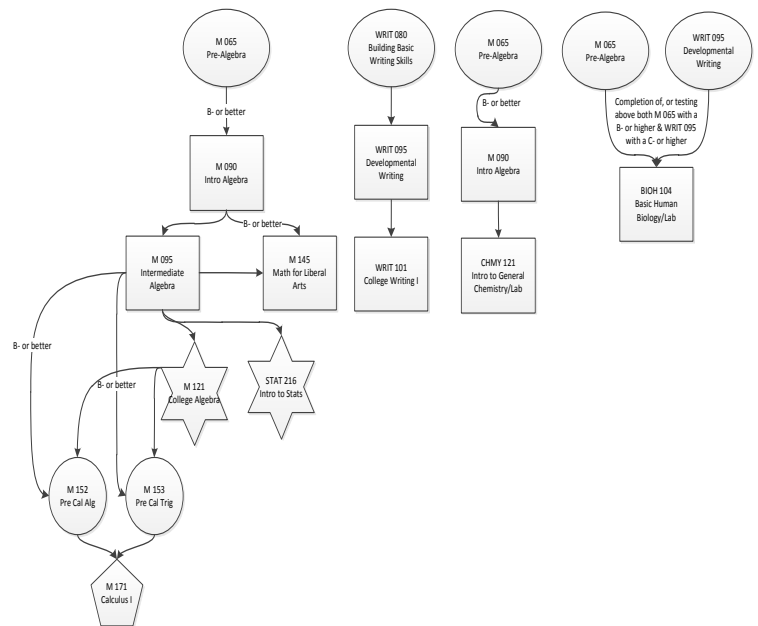 M 065
Pre-Algebra
B- or better
M 090
Intro Algebra
B- or better
M 095
Intermediate
Algebra
M 145
Math for Liberal
Arts
B- or better
B- or better
M 121
College Algebra
STAT 216
Intro to Stats
M 152
Pre Cal Alg
M 153
Pre Cal Trig
M 171
Calculus I
WRIT 080
Building Basic
Writing Skills
WRIT 095
Developmental
Writing
WRIT 101
College Writing I
M 065
Pre-Algebra
B- or better
M 090
Intro Algebra
CHMY 121
Intro to General
Chemistry/Lab
M 065
Pre-Algebra
WRIT 095
Developmental
Writing
Completion of, or testing
above both M 065 with a
B- or higher & WRIT 095
with a C- or higher
BIOH 104
Basic Human
Biology/Lab